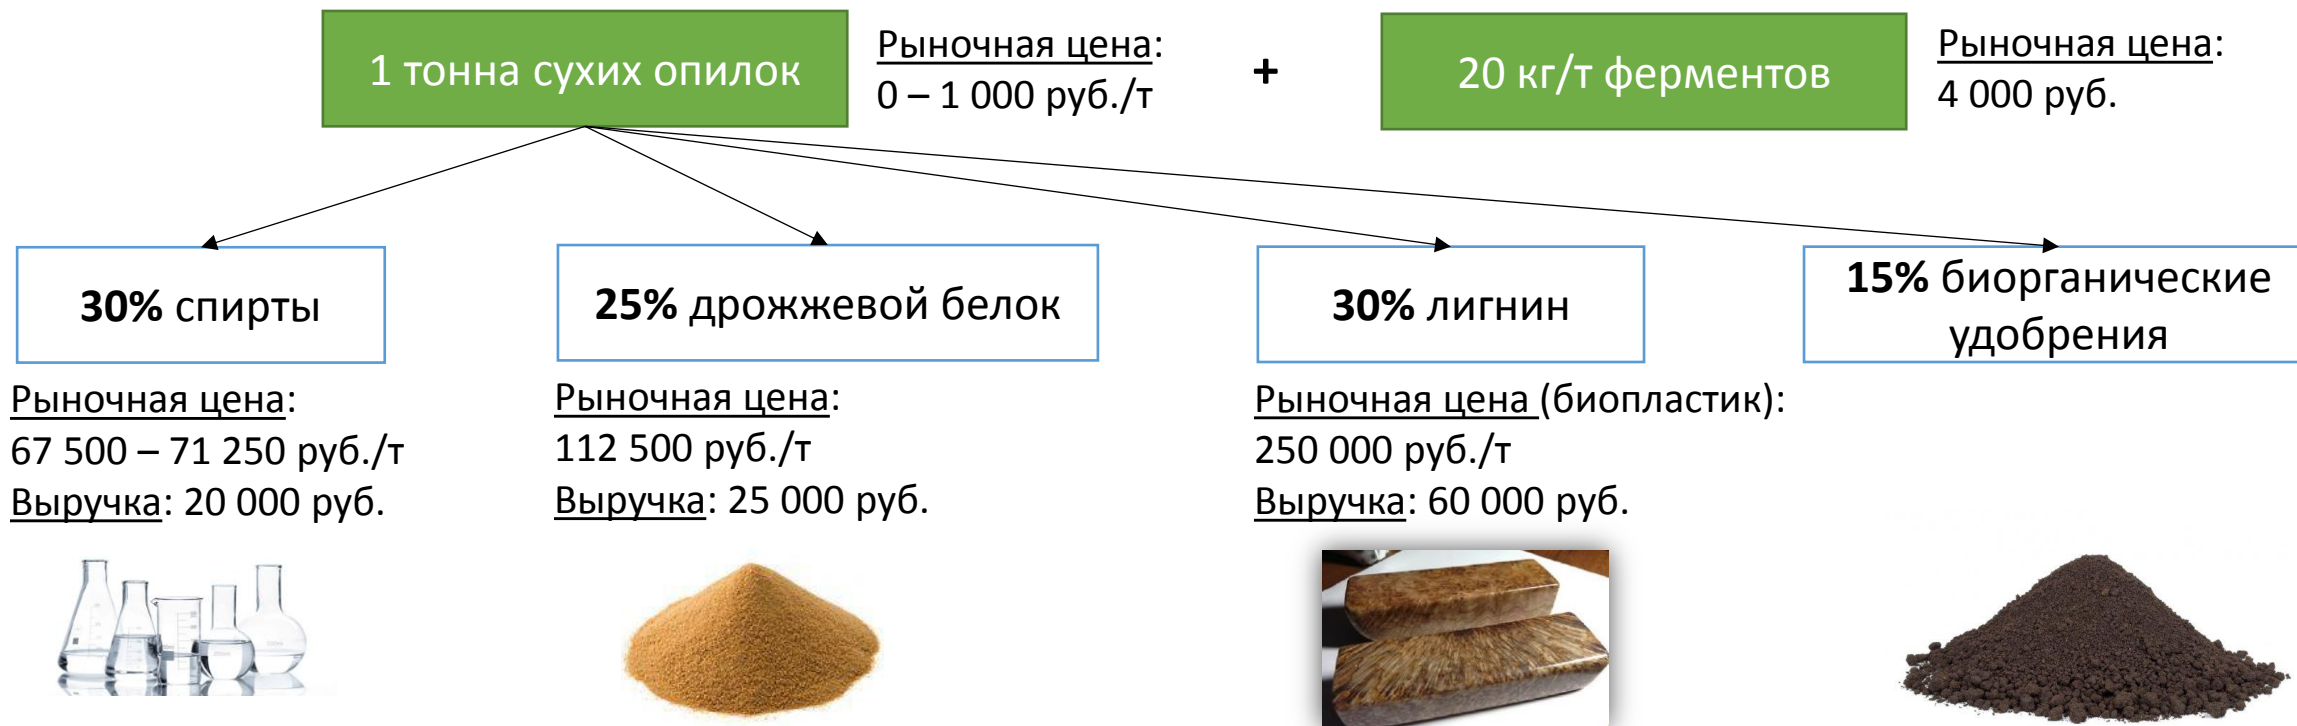 1 тонна сухих опилок
Рыночная цена:
0 – 1 000 руб./т
+
20 кг/т ферментов
Рыночная цена:
4 000 руб.
30% спирты
Рыночная цена:
67 500 – 71 250 руб./т
Выручка: 20 000 руб.
25% дрожжевой белок
Рыночная цена:
112 500 руб./т
Выручка: 25 000 руб.
30% лигнин
Рыночная цена (биопластик):
250 000 руб./т
Выручка: 60 000 руб.
15% биорганические
удобрения